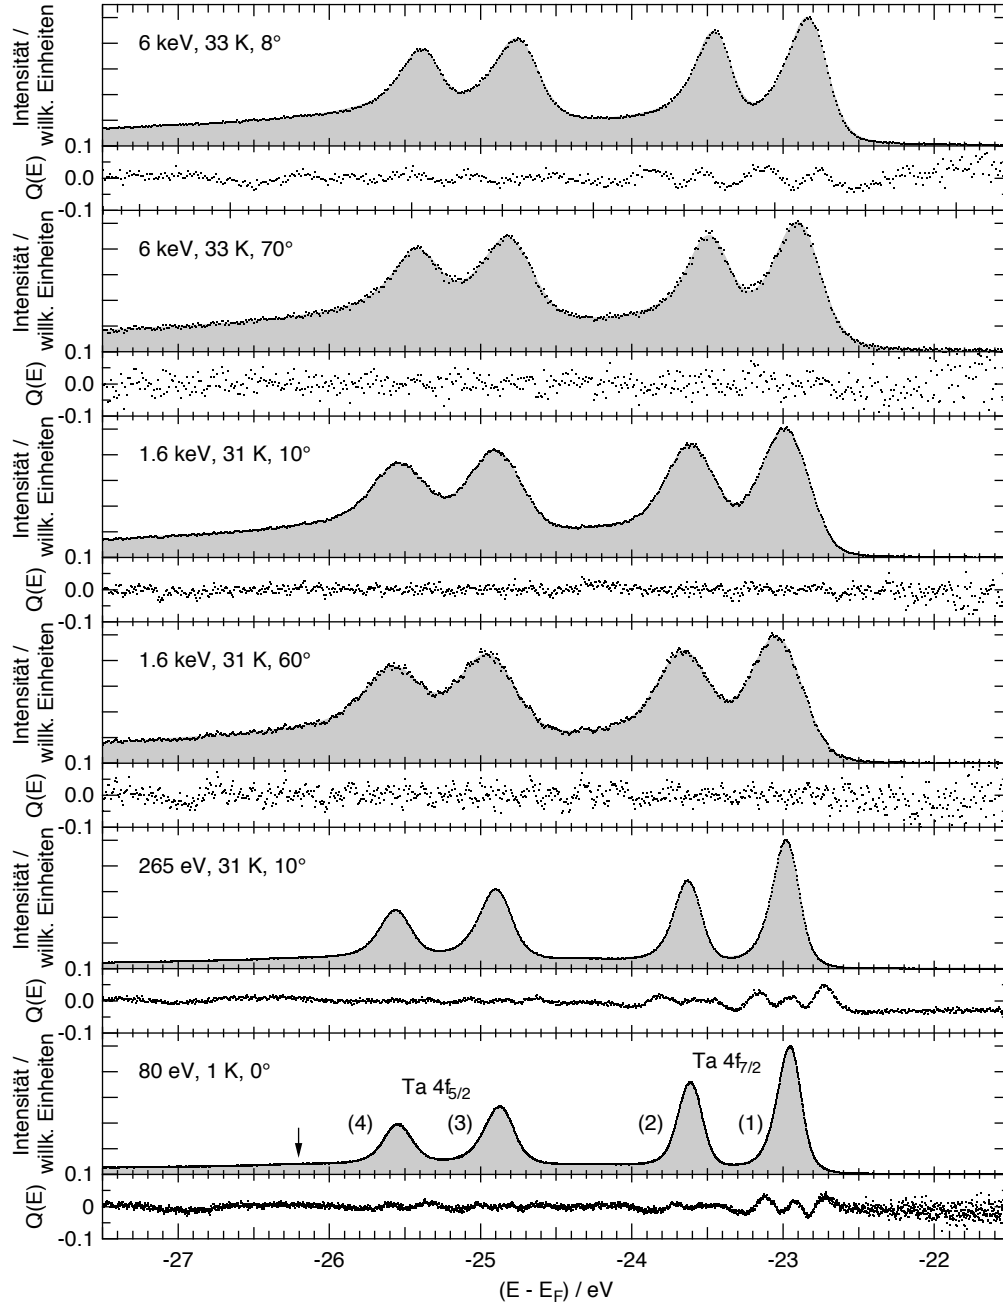 Intensität /
willk. Einheiten
6 keV, 33 K, 8°
0.1
Q(E)
0.0
-0.1
Intensität /
willk. Einheiten
6 keV, 33 K, 70°
0.1
Q(E)
0.0
-0.1
Intensität /
willk. Einheiten
1.6 keV, 31 K, 10°
0.1
Q(E)
0.0
-0.1
Intensität /
willk. Einheiten
1.6 keV, 31 K, 60°
0.1
Q(E)
0.0
-0.1
Intensität /
willk. Einheiten
265 eV, 31 K, 10°
0.1
Q(E)
0.0
-0.1
Intensität /
willk. Einheiten
80 eV, 1 K, 0°
Ta 4f5/2
Ta 4f7/2
(4) (3) (2) (1)
0.1
Q(E)
0
-0.1
-27 -26 -25 -24 -23 -22
(E - EF) / eV